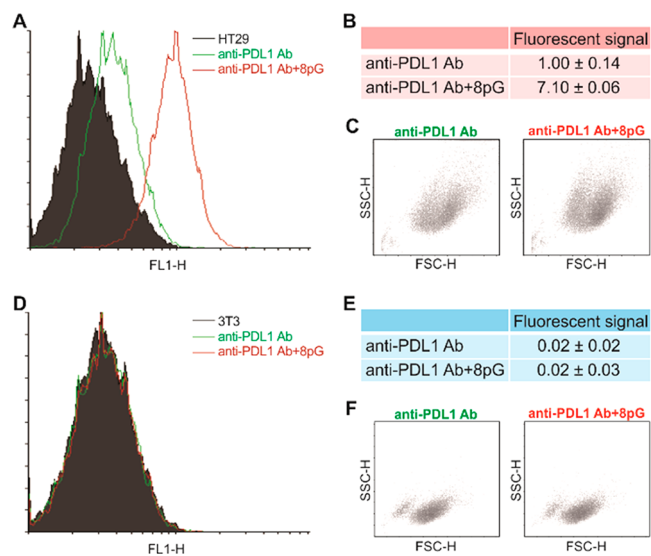 A
HT29
anti-PDL1 Ab
anti-PDL1 Ab+8pG
FL1-H
B
Fluorescent signal
anti-PDL1 Ab 1.00 ± 0.14
anti-PDL1 Ab+8pG 7.10 ± 0.06
C
anti-PDL1 Ab anti-PDL1 Ab+8pG
SSC-H SSC-H
FSC-H FSC-H
D
3T3
anti-PDL1 Ab
anti-PDL1 Ab+8pG
FL1-H
E
Fluorescent signal
anti-PDL1 Ab 0.02 ± 0.02
anti-PDL1 Ab+8pG 0.02 ± 0.03
F
anti-PDL1 Ab anti-PDL1 Ab+8pG
SSC-H SSC-H
FSC-H FSC-H